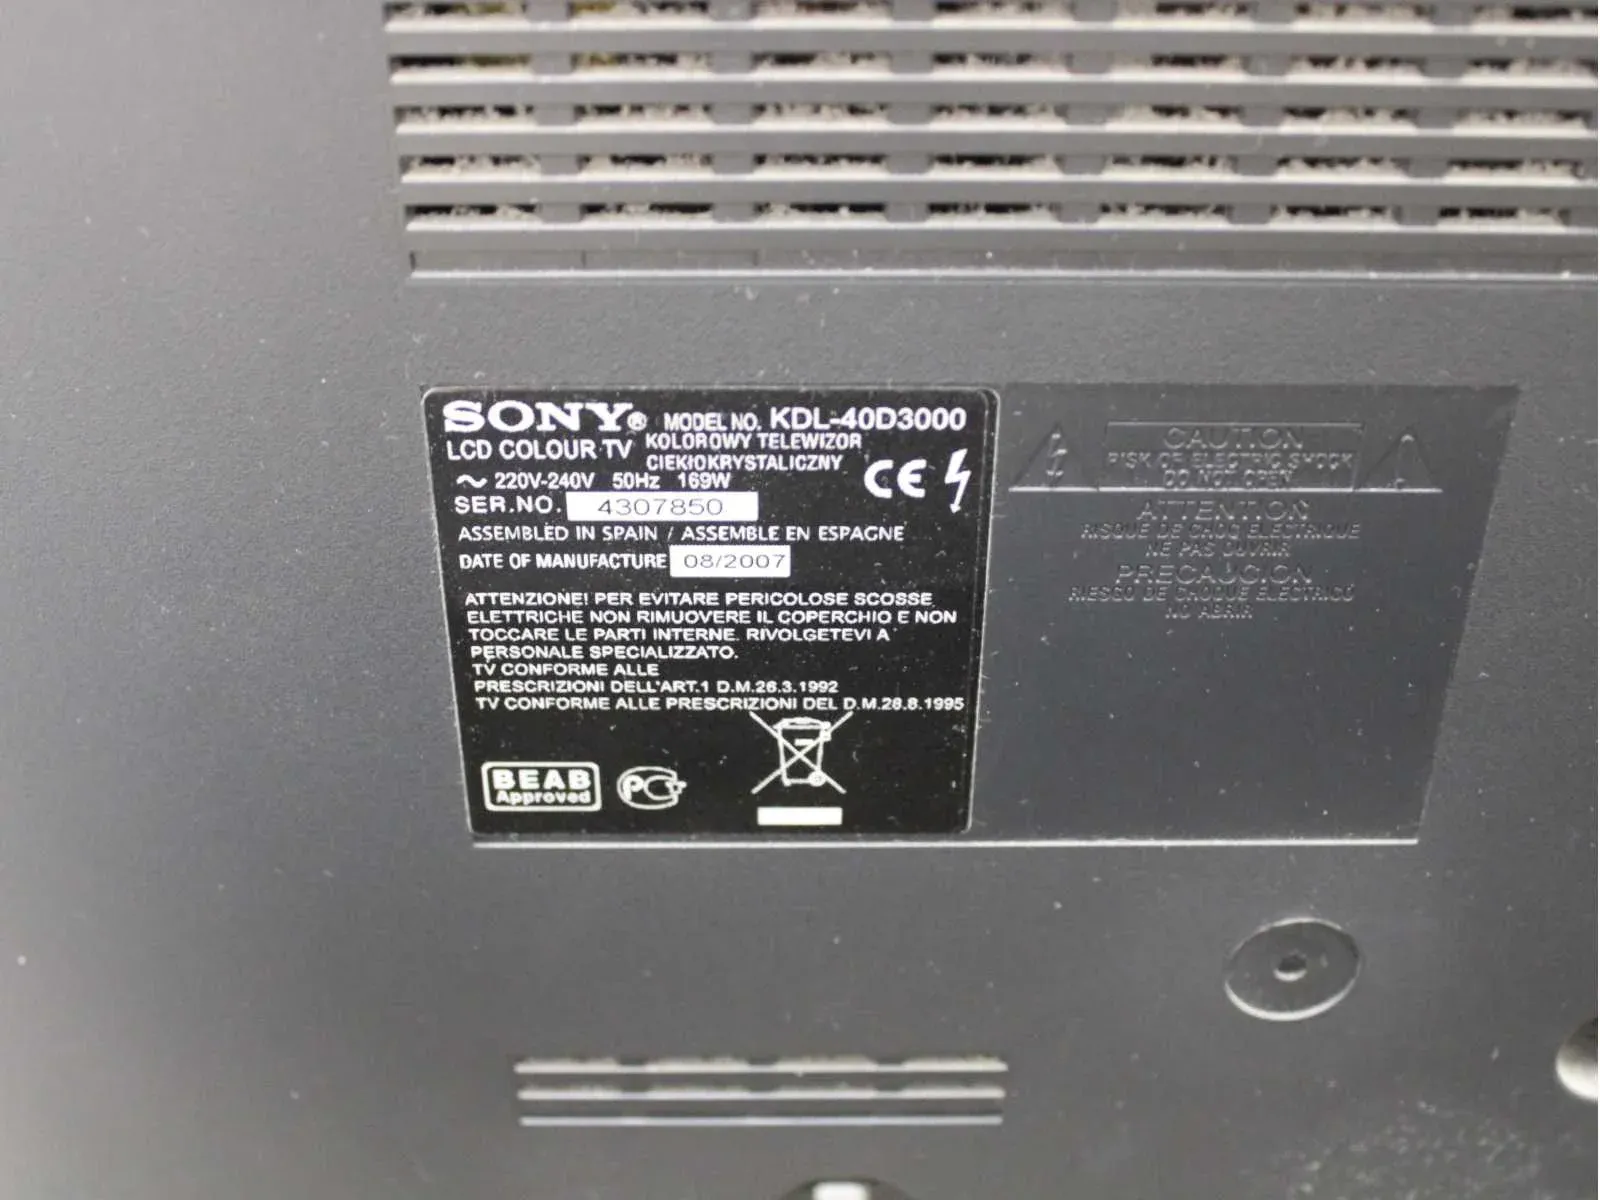 SONY® MODEL NO. KDL-40D3000
LCD COLOUR TV KOLOROWY TELEWIZOR
CIEKŁOKRYSTALICZNY
~ 220V-240V 50Hz 169W
CE
SER.NO. 4307850
ASSEMBLED IN SPAIN / ASSEMBLE EN ESPAGNE
DATE OF MANUFACTURE 08/2007
ATTENZIONE! PER EVITARE PERICOLOSE SCOSSE
ELETTRICHE NON RIMUOVERE IL COPERCHIO E NON
TOCCARE LE PARTI INTERNE. RIVOLGETEVI A
PERSONALE SPECIALIZZATO.
TV CONFORME ALLE
PRESCRIZIONI DELL'ART.1 D.M.26.3.1992
TV CONFORME ALLE PRESCRIZIONI DEL D.M.28.8.1995
BEAB
Approved
PCT
CAUTION
RISK OF ELECTRIC SHOCK
DO NOT OPEN
ATTENTION
RISQUE DE CHOC ELECTRIQUE
NE PAS OUVRIR
PRECAUCION
RIESGO DE CHOQUE ELECTRICO
NO ABRIR